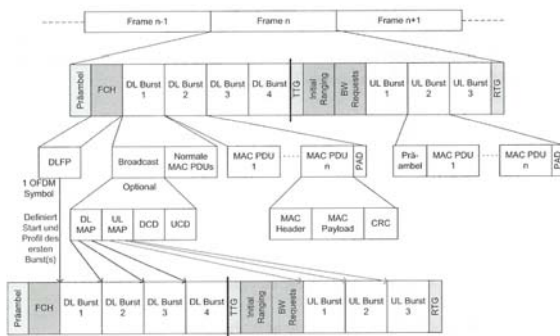 Frame n-1 Frame n Frame n+1
Präambel FCH DL Burst 1 DL Burst 2 DL Burst 3 DL Burst 4 TTG Initial Ranging BW Requests UL Burst 1 UL Burst 2 UL Burst 3 RTG
DLFP Broadcast Normale MAC PDUs MAC PDU 1 MAC PDU n PAD Prä-ambel MAC PDU 1 MAC PDU n PAD
1 OFDM Symbol
Optional
Definiert Start und Profil des ersten Burst(s)
DL MAP UL MAP DCD UCD MAC Header MAC Payload CRC
Präambel FCH DL Burst 1 DL Burst 2 DL Burst 3 DL Burst 4 TTG Initial Ranging BW Requests UL Burst 1 UL Burst 2 UL Burst 3 RTG